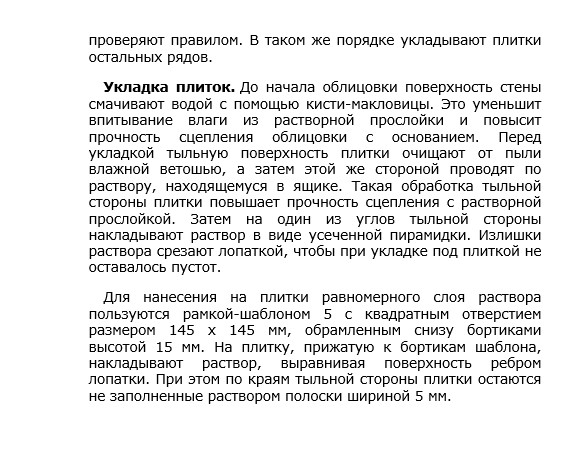 проверяют правилом. В таком же порядке укладывают плитки
остальных рядов.
Укладка плиток. До начала облицовки поверхность стены
смачивают водой с помощью кисти-макловицы. Это уменьшит
впитывание влаги из растворной прослойки и повысит
прочность сцепления облицовки с основанием. Перед
укладкой тыльную поверхность плитки очищают от пыли
влажной ветошью, а затем этой же стороной проводят по
раствору, находящемуся в ящике. Такая обработка тыльной
стороны плитки повышает прочность сцепления с растворной
прослойкой. Затем на один из углов тыльной стороны
накладывают раствор в виде усеченной пирамидки. Излишки
раствора срезают лопаткой, чтобы при укладке под плиткой не
оставалось пустот.
Для нанесения на плитки равномерного слоя раствора
пользуются рамкой-шаблоном 5 с квадратным отверстием
размером 145 х 145 мм, обрамленным снизу бортиками
высотой 15 мм. На плитку, прижатую к бортикам шаблона,
накладывают раствор, выравнивая поверхность ребром
лопатки. При этом по краям тыльной стороны плитки остаются
не заполненные раствором полоски шириной 5 мм.